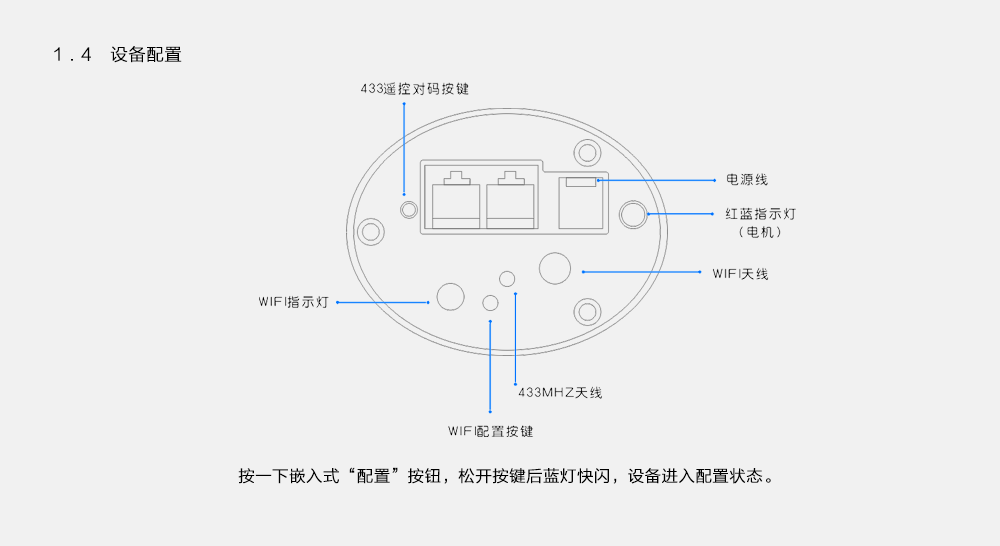 1.4 设备配置
433遥控对码按键
电源线
红蓝指示灯
（电机）
WIFI天线
WIFI指示灯
433MHZ天线
WIFI配置按键
按一下嵌入式“配置”按钮，松开按键后蓝灯快闪，设备进入配置状态。